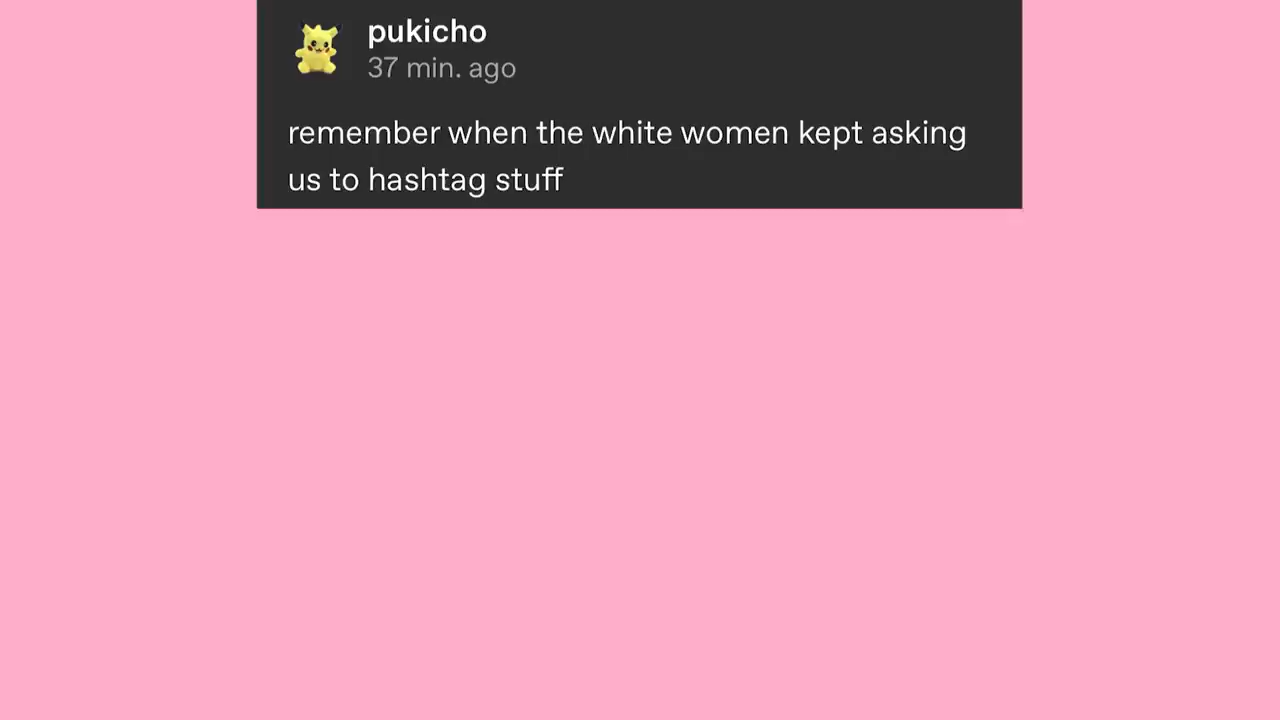 pukicho
37 min. ago
remember when the white women kept asking
us to hashtag stuff